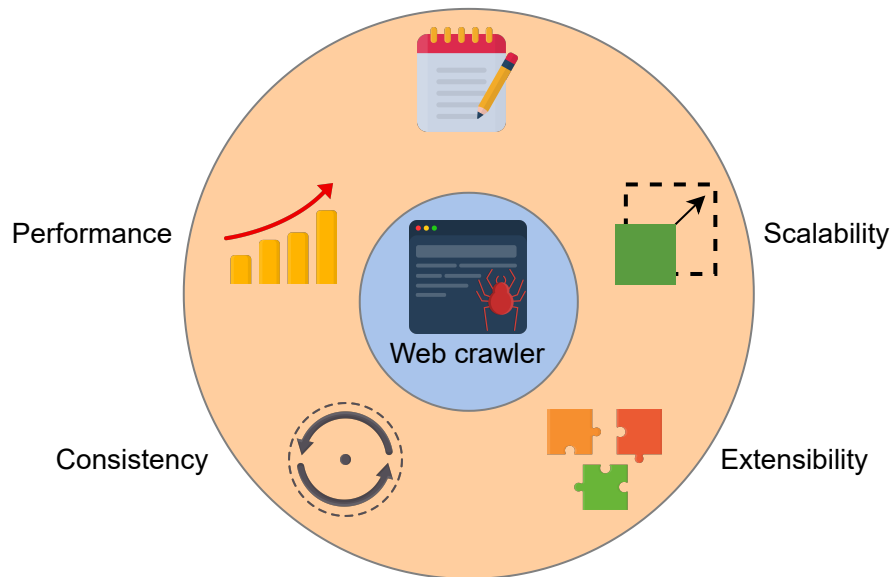 Performance
Scalability
Web crawler
Consistency
Extensibility